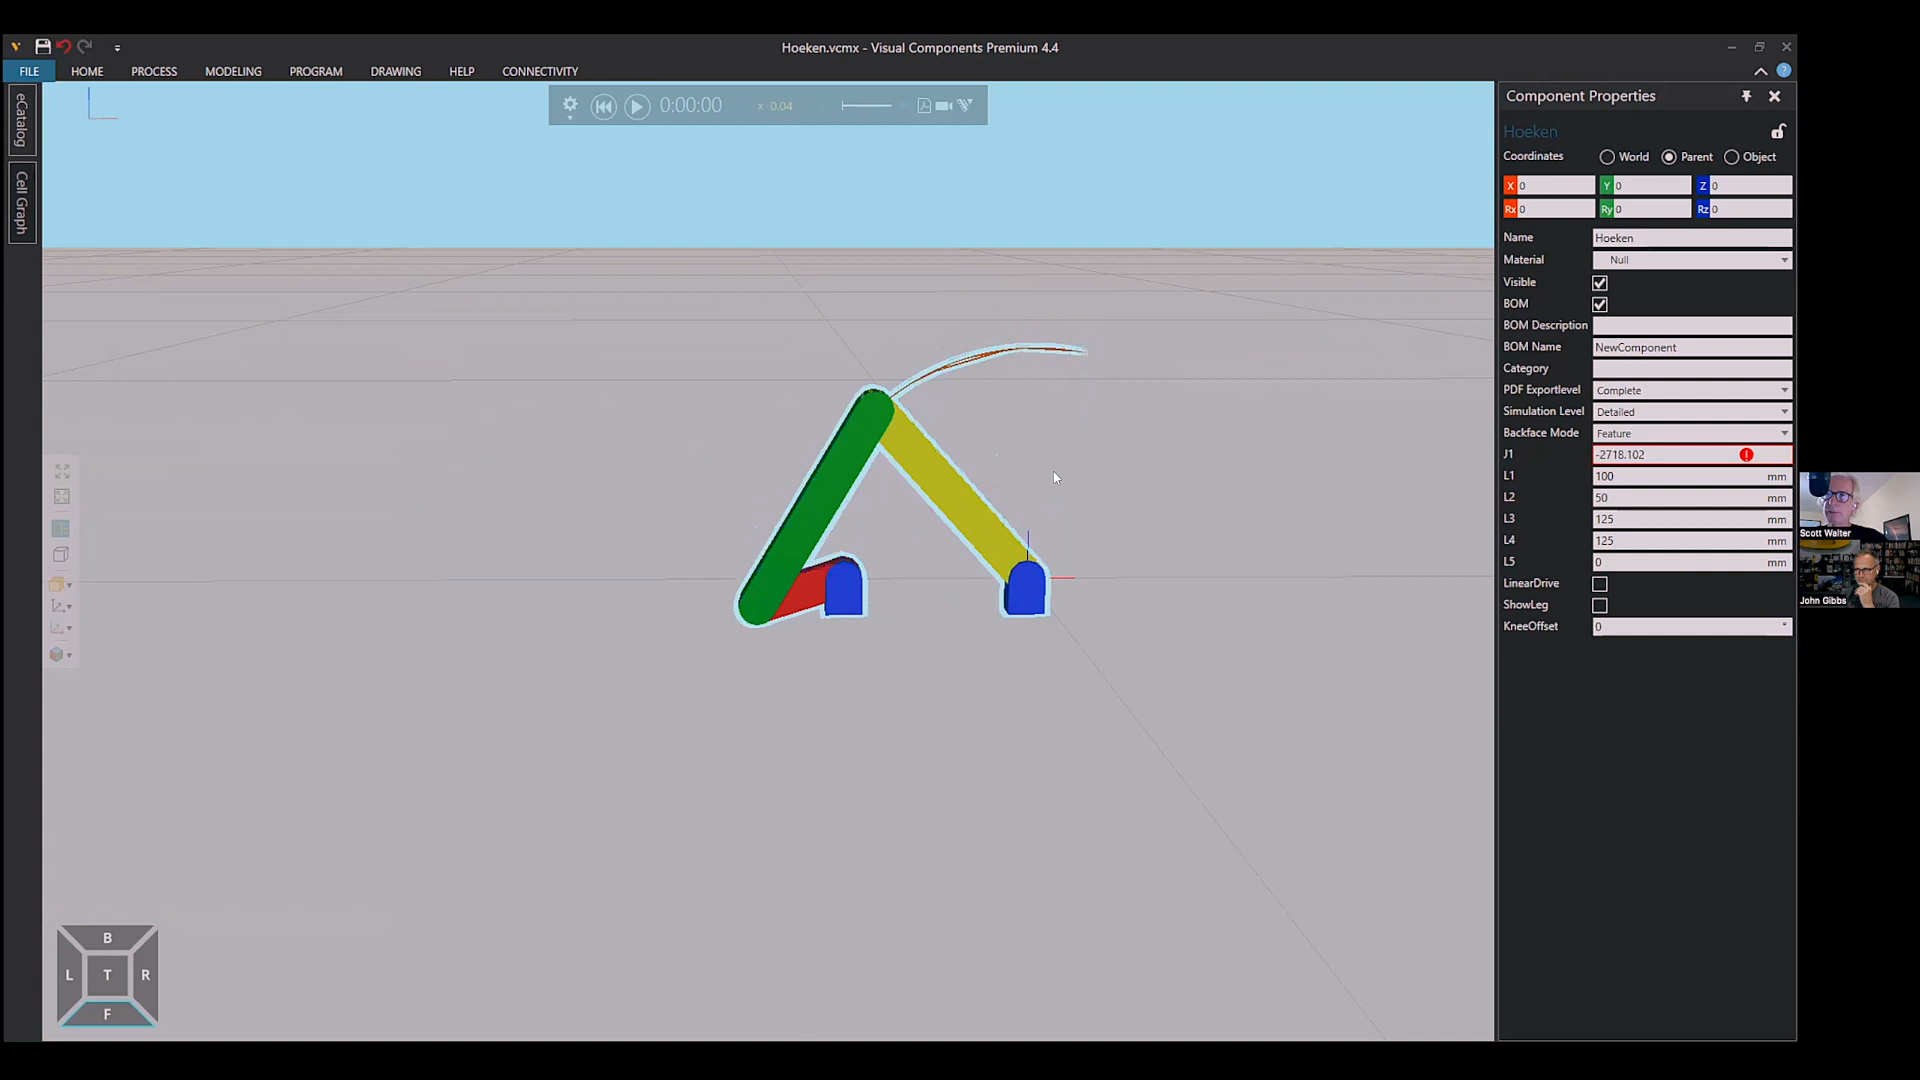 Hoeken.vcmx - Visual Components Premium 4.4
FILE HOME PROCESS MODELING PROGRAM DRAWING HELP CONNECTIVITY
eCatalog
Cell Graph
0:00:00 x 0.04
Component Properties
Hoeken
Coordinates World Parent Object
X 0 Y 0 Z 0
Rx 0 Ry 0 Rz 0
Name Hoeken
Material Null
Visible
BOM
BOM Description
BOM Name NewComponent
Category
PDF Exportlevel Complete
Simulation Level Detailed
Backface Mode Feature
J1 -2718.102
L1 100 mm
L2 50 mm
L3 125 mm
L4 125 mm
L5 0 mm
LinearDrive
ShowLeg
KneeOffset 0 °
Scott Walter
John Gibbs
B
L T R
F